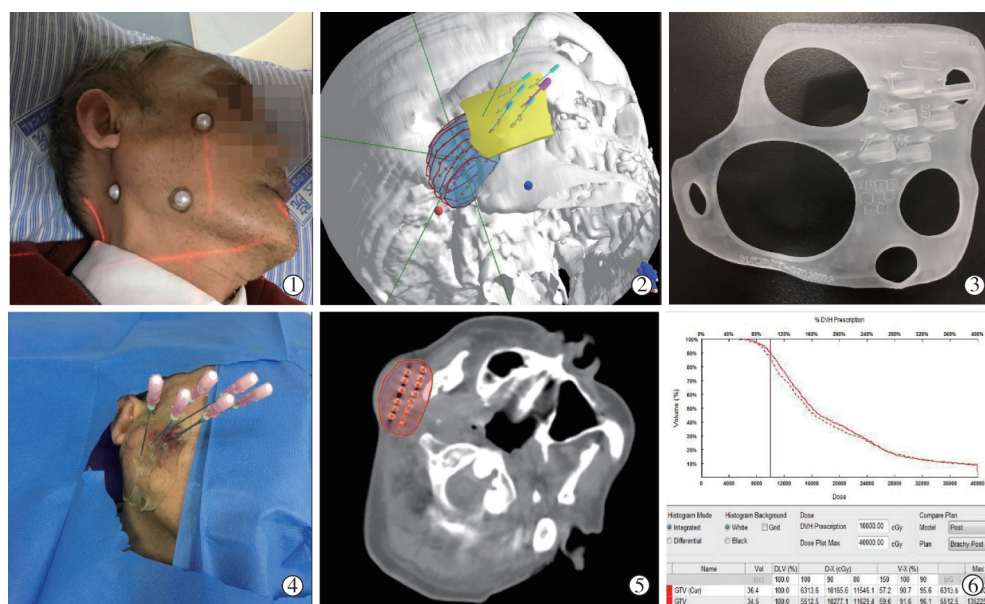 ①
②
③
④
⑤
% DVH Prescription
0% 40% 80% 120% 160% 200% 240% 280% 320% 360% 400%
Volume (%)
100%
90%
80%
70%
60%
50%
40%
30%
20%
10%
0 4000 8000 12000 16000 20000 24000 28000 32000 36000 40000
Dose
Histogram Mode Histogram Background Dose Compare Plan
Integrated White Grid DVH Prescription 10000.00 cGy Model Post
Differential Black Dose Plot Max 40000.00 cGy Plan Brachy Post
Name Vol DLV (%) D-X (cGy) V-X (%) Max
(cc) 100.0 100 90 80 150 100 90
GTV (Cur) 36.4 100.0 6313.6 10165.6 11546.1 57.2 90.7 95.6 6313.6
GTV 34.5 100.0 5512.5 10277.1 11629.4 59.6 91.6 96.1 5512.5
⑥